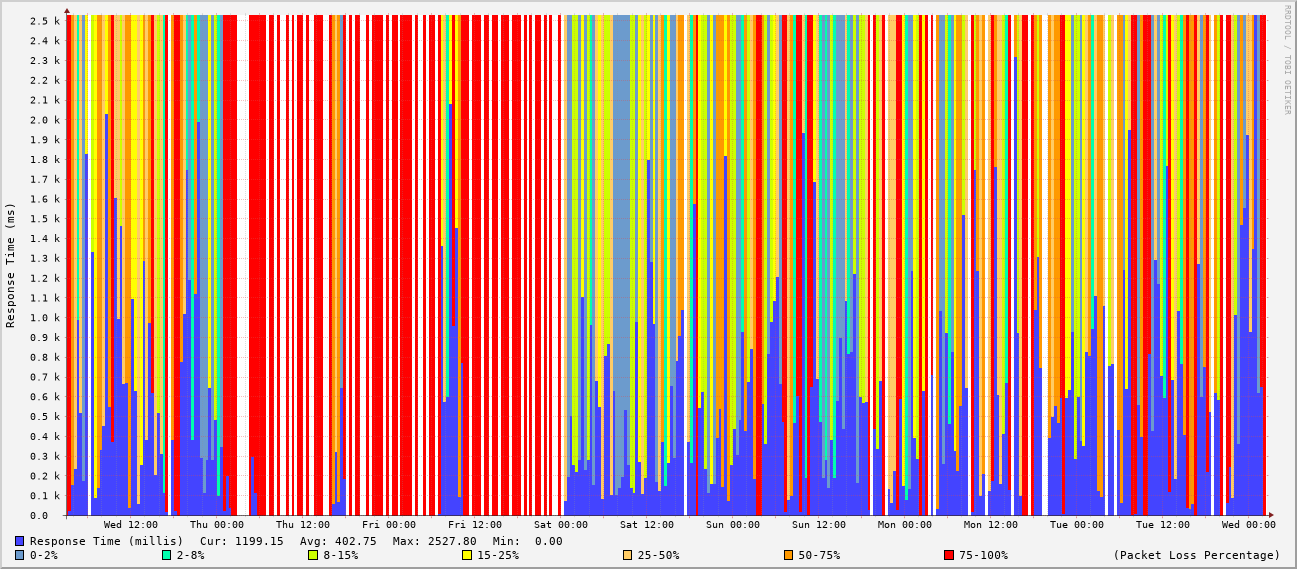 RRDTOOL / TOBI OETIKER
Response Time (ms)
2.5 k
2.4 k
2.3 k
2.2 k
2.1 k
2.0 k
1.9 k
1.8 k
1.7 k
1.6 k
1.5 k
1.4 k
1.3 k
1.2 k
1.1 k
1.0 k
0.9 k
0.8 k
0.7 k
0.6 k
0.5 k
0.4 k
0.3 k
0.2 k
0.1 k
0.0
Wed 12:00 Thu 00:00 Thu 12:00 Fri 00:00 Fri 12:00 Sat 00:00 Sat 12:00 Sun 00:00 Sun 12:00 Mon 00:00 Mon 12:00 Tue 00:00 Tue 12:00 Wed 00:00
Response Time (millis) Cur: 1199.15 Avg: 402.75 Max: 2527.80 Min: 0.00
0-2% 2-8% 8-15% 15-25% 25-50% 50-75% 75-100% (Packet Loss Percentage)